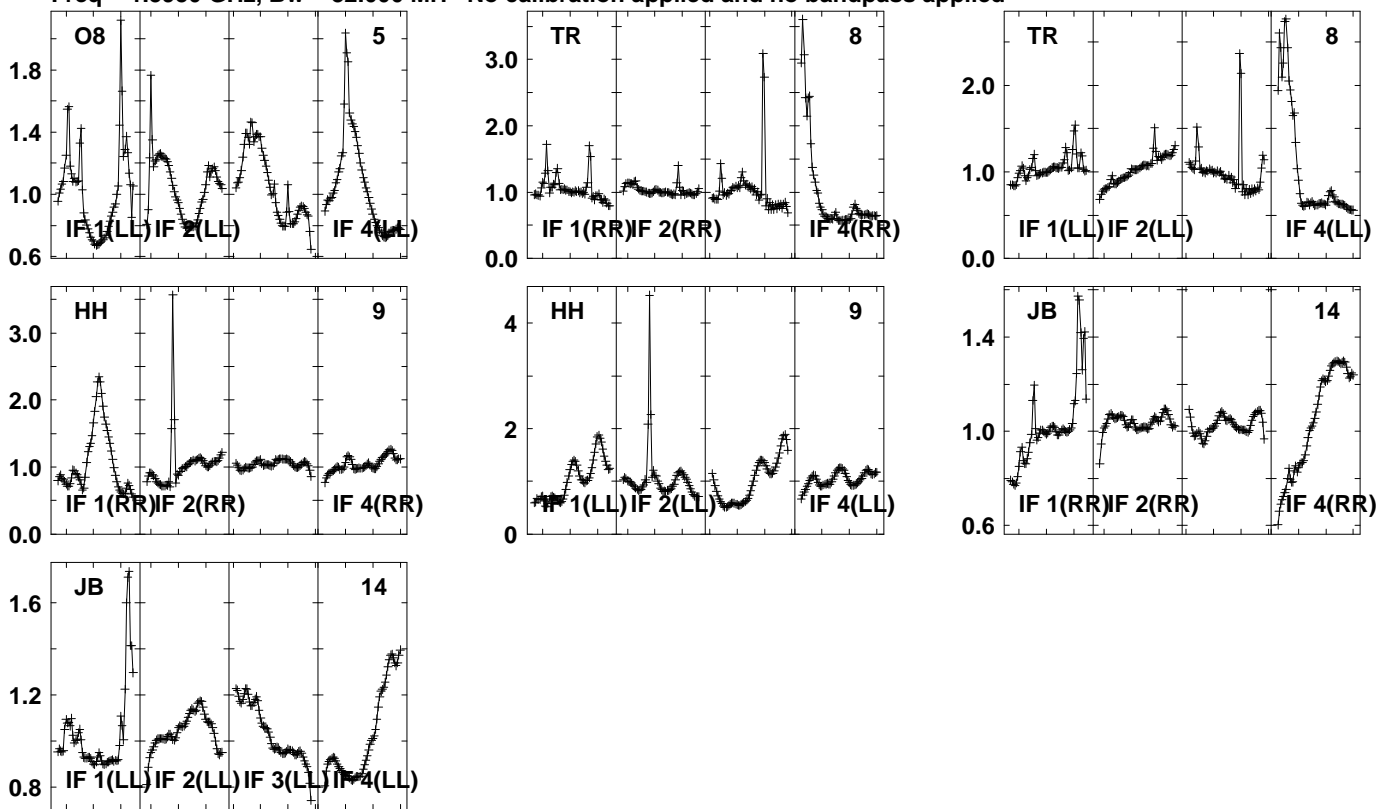 No calibration applied and no bandpass applied
O8 5
1.8
1.4
1.0
0.6
IF 1(LL) IF 2(LL) IF 4(LL)
TR 8
3.0
2.0
1.0
0.0
IF 1(RR) IF 2(RR) IF 4(RR)
TR 8
2.0
1.0
0.0
IF 1(LL) IF 2(LL) IF 4(LL)
HH 9
3.0
2.0
1.0
0.0
IF 1(RR) IF 2(RR) IF 4(RR)
HH 9
4
2
0
IF 1(LL) IF 2(LL) IF 4(LL)
JB 14
1.4
1.0
0.6
IF 1(RR) IF 2(RR) IF 4(RR)
JB 14
1.6
1.2
0.8
IF 1(LL) IF 2(LL) IF 3(LL) IF 4(LL)